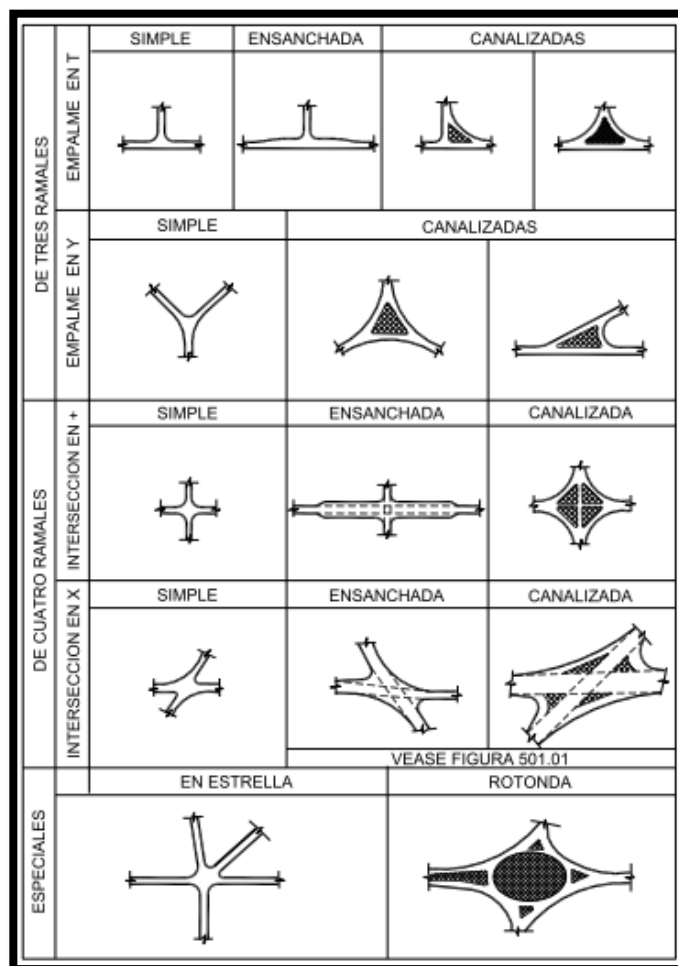 DE TRES RAMALES
EMPALME EN T
SIMPLE
ENSANCHADA
CANALIZADAS
EMPALME EN Y
SIMPLE
CANALIZADAS
DE CUATRO RAMALES
INTERSECCION EN +
SIMPLE
ENSANCHADA
CANALIZADA
INTERSECCION EN X
SIMPLE
ENSANCHADA
CANALIZADA
VEASE FIGURA 501.01
ESPECIALES
EN ESTRELLA
ROTONDA